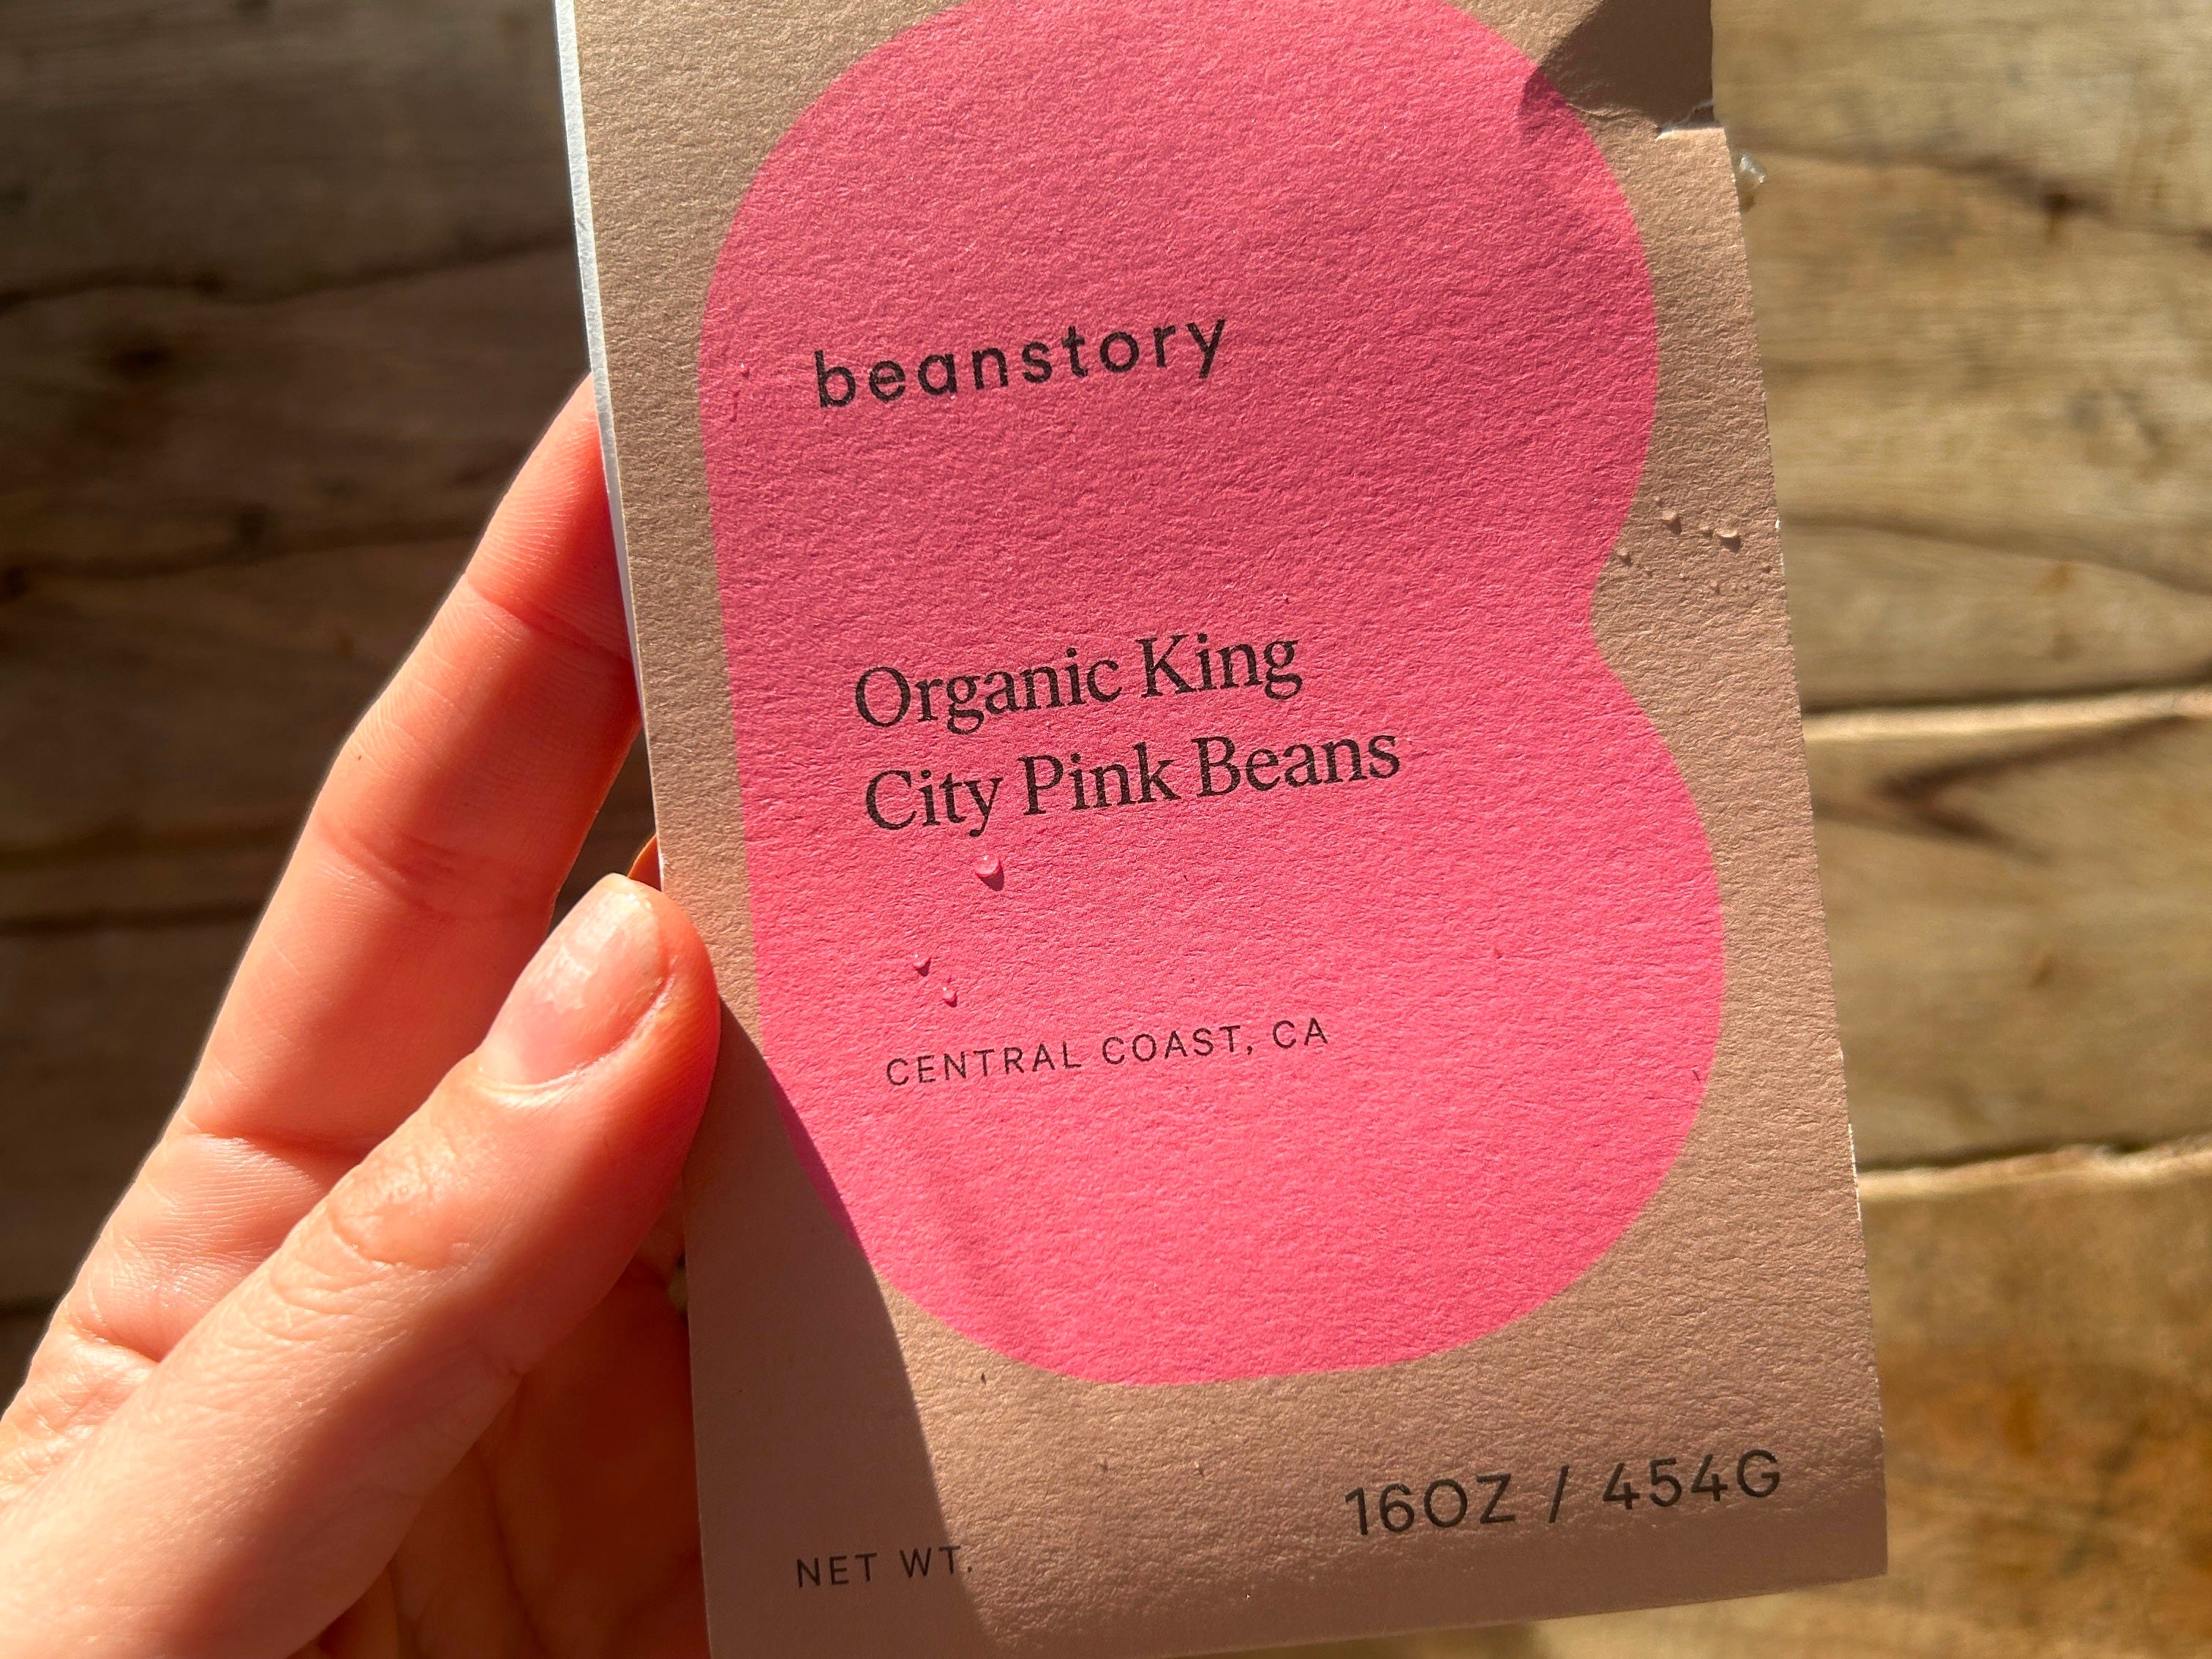 beanstory
Organic King
City Pink Beans
CENTRAL COAST, CA
NET WT.
16OZ / 454G